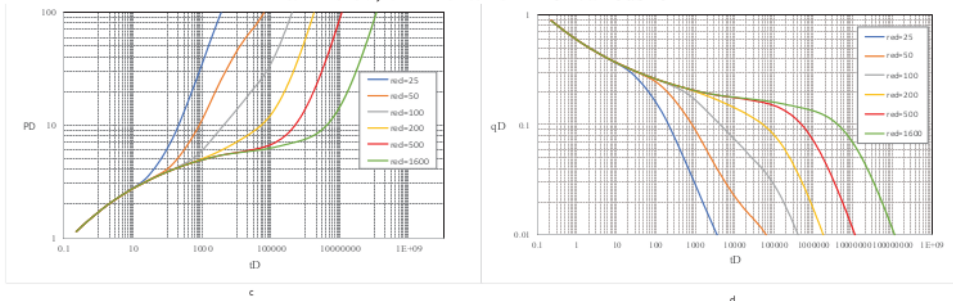 100
10
1
PD
0.1
10
1000
100000
10000000
1E+09
tD
red=25
red=50
red=100
red=200
red=500
red=1600
c
1
0.1
0.01
qD
0.1
1
10
100
1000
10000
100000
1000000
10000000
100000000
1E+09
tD
red=25
red=50
red=100
red=200
red=500
red=1600
d